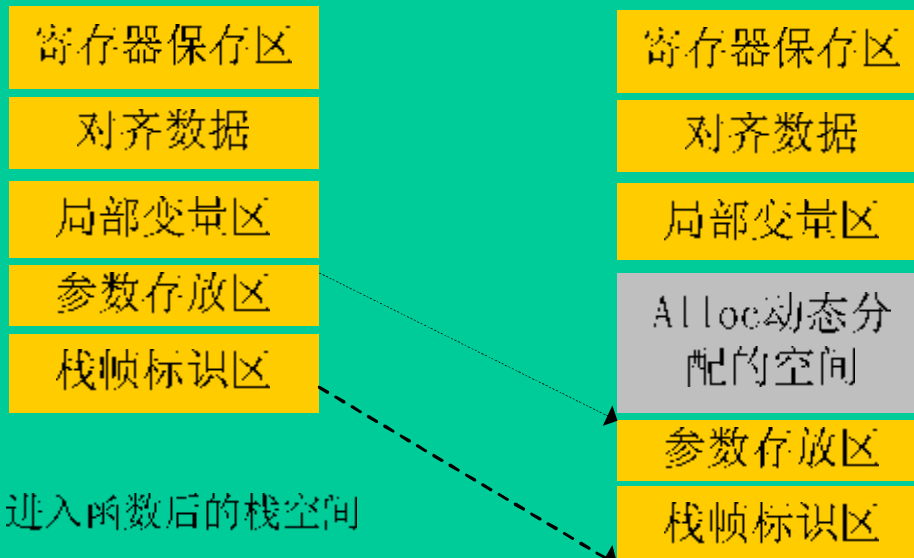 寄存器保存区
对齐数据
局部变量区
参数存放区
栈帧标识区
进入函数后的栈空间
寄存器保存区
对齐数据
局部变量区
Alloc动态分
配的空间
参数存放区
栈帧标识区